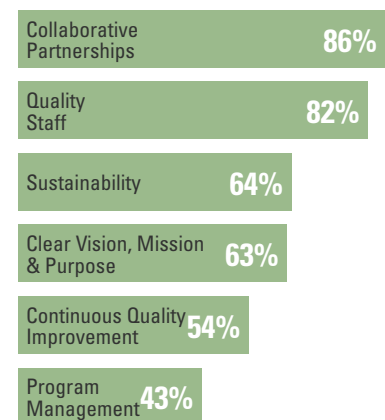 Collaborative
Partnerships
86%
Quality
Staff
82%
Sustainability
64%
Clear Vision, Mission
& Purpose
63%
Continuous Quality
Improvement
54%
Program
Management
43%